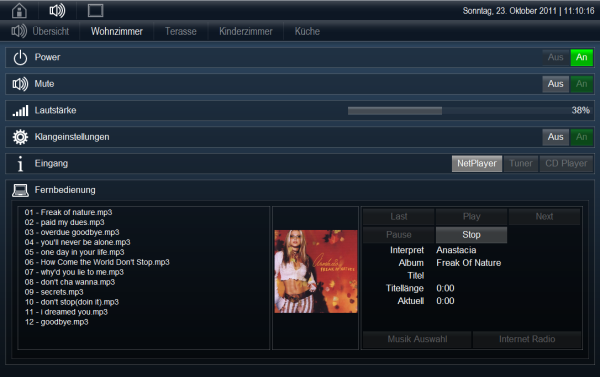 Sonntag, 23. Oktober 2011 | 11:10:16
Übersicht Wohnzimmer Terasse Kinderzimmer Küche
Power Aus An
Mute Aus An
Lautstärke 38%
Klangeinstellungen Aus An
Eingang NetPlayer Tuner CD Player
Fernbedienung
01 - Freak of nature.mp3
02 - paid my dues.mp3
03 - overdue goodbye.mp3
04 - you'll never be alone.mp3
05 - one day in your life.mp3
06 - How Come the World Don't Stop.mp3
07 - why'd you lie to me.mp3
08 - don't cha wanna.mp3
09 - secrets.mp3
10 - don't stop(doin it).mp3
11 - i dreamed you.mp3
12 - goodbye.mp3
FREAK OF NATURE
Last Play Next
Pause Stop
Interpret Anastacia
Album Freak Of Nature
Titel
Titellänge 0:00
Aktuell 0:00
Musik Auswahl Internet Radio